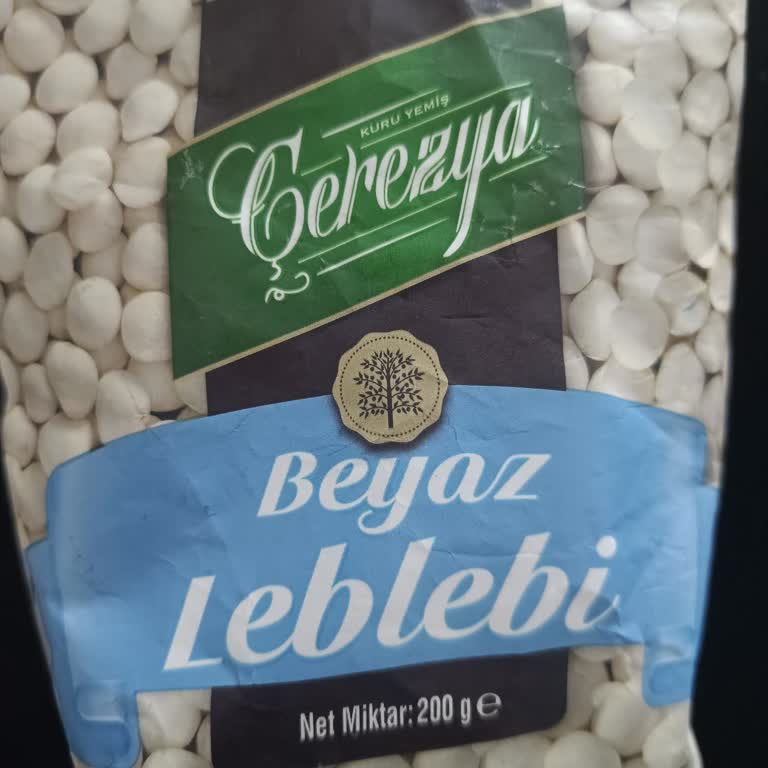 KURU YEMİŞ
Çerezya
Beyaz
Leblebi
Net Miktar: 200 g ℮